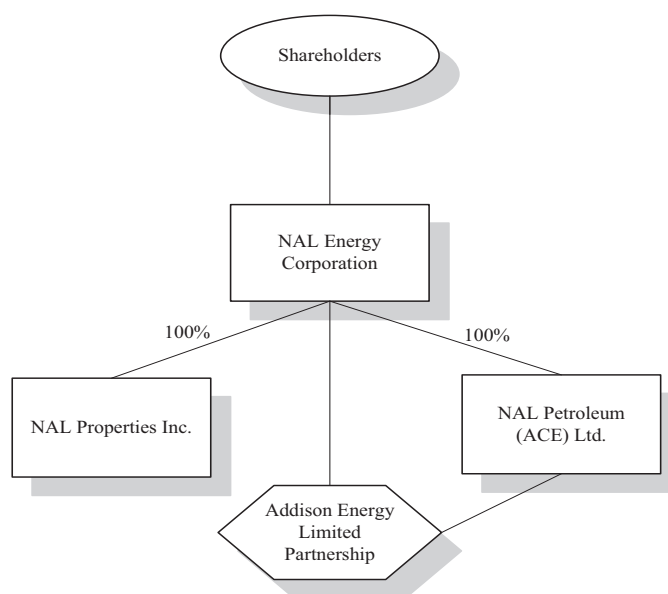 Shareholders
NAL Energy
Corporation
100%
100%
NAL Properties Inc.
NAL Petroleum
(ACE) Ltd.
Addison Energy
Limited
Partnership